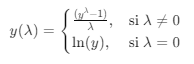 y(λ) = { (y^λ−1)/λ, si λ ≠ 0
ln(y), si λ = 0